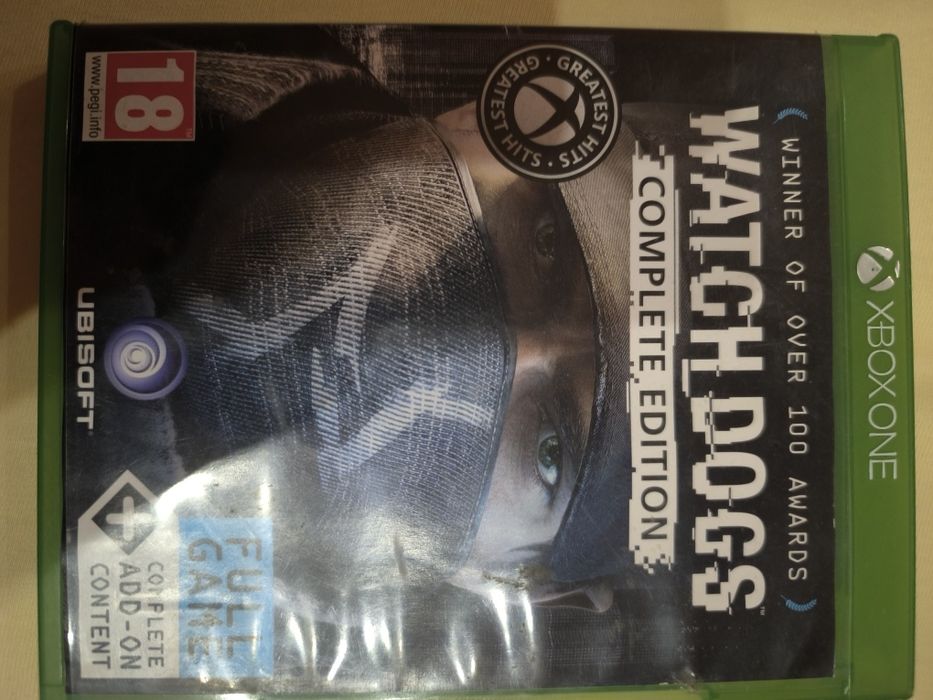 XBOX ONE
WINNER OF OVER 100 AWARDS
WATCH DOGS™
COMPLETE EDITION
GREATEST HITS · GREATEST HITS ·
18
www.pegi.info
UBISOFT
FULL
GAME
COMPLETE
ADD-ON
CONTENT